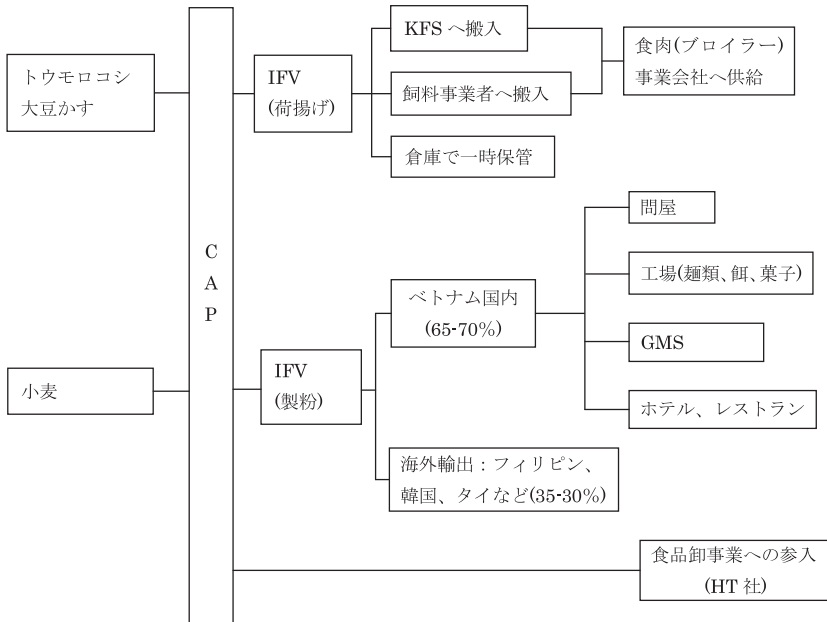 トウモロコシ
大豆かす
小麦
C
A
P
IFV
(荷揚げ)
KFS へ搬入
飼料事業者へ搬入
倉庫で一時保管
食肉(ブロイラー)
事業会社へ供給
IFV
(製粉)
ベトナム国内
(65-70%)
海外輸出：フィリピン、
韓国、タイなど(35-30%)
問屋
工場(麺類、餌、菓子)
GMS
ホテル、レストラン
食品卸事業への参入
(HT 社)